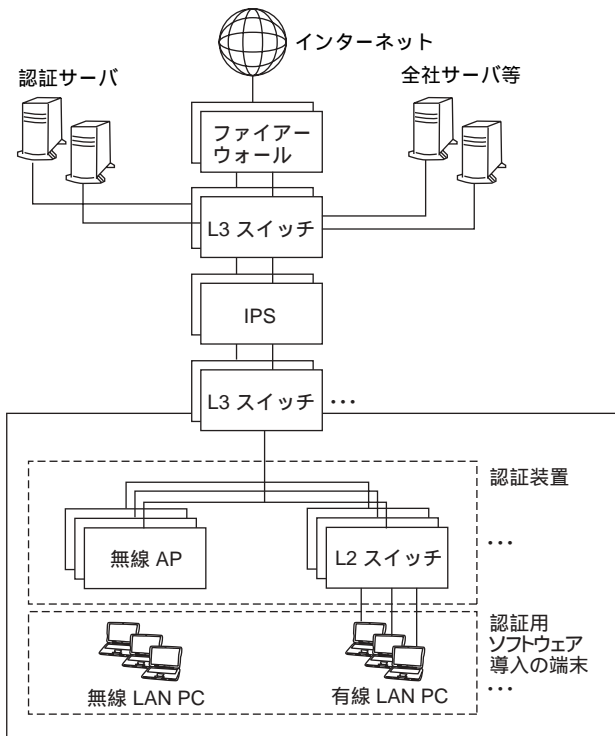 インターネット
認証サーバ
全社サーバ等
ファイアー
ウォール
L3 スイッチ
IPS
L3 スイッチ
・・・
認証装置
無線 AP
L2 スイッチ
・・・
認証用
ソフトウェア
導入の端末
・・・
無線 LAN PC
有線 LAN PC